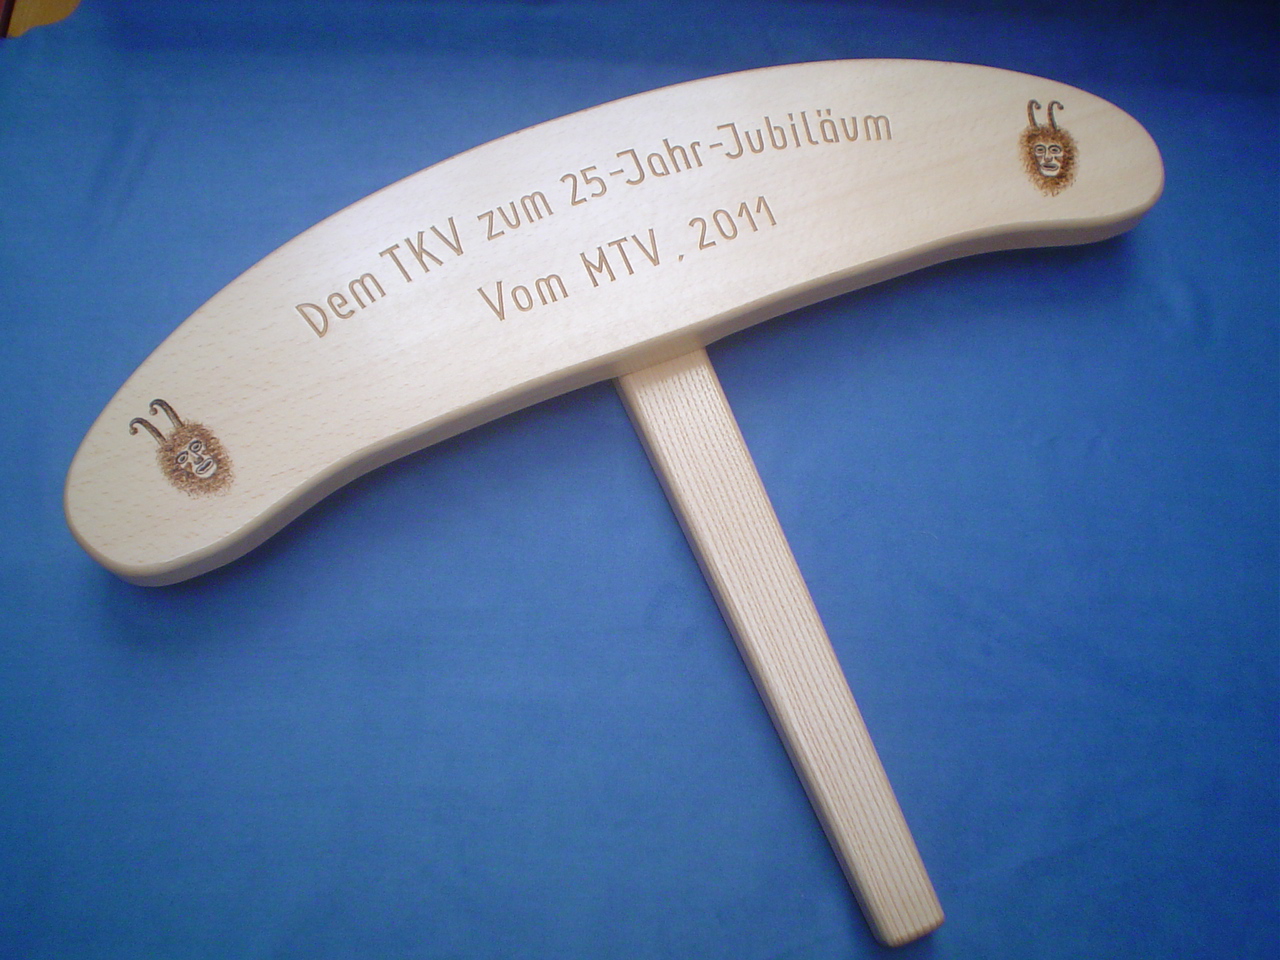 Dem TKV zum 25-Jahr-Jubiläum
Vom MTV, 2011